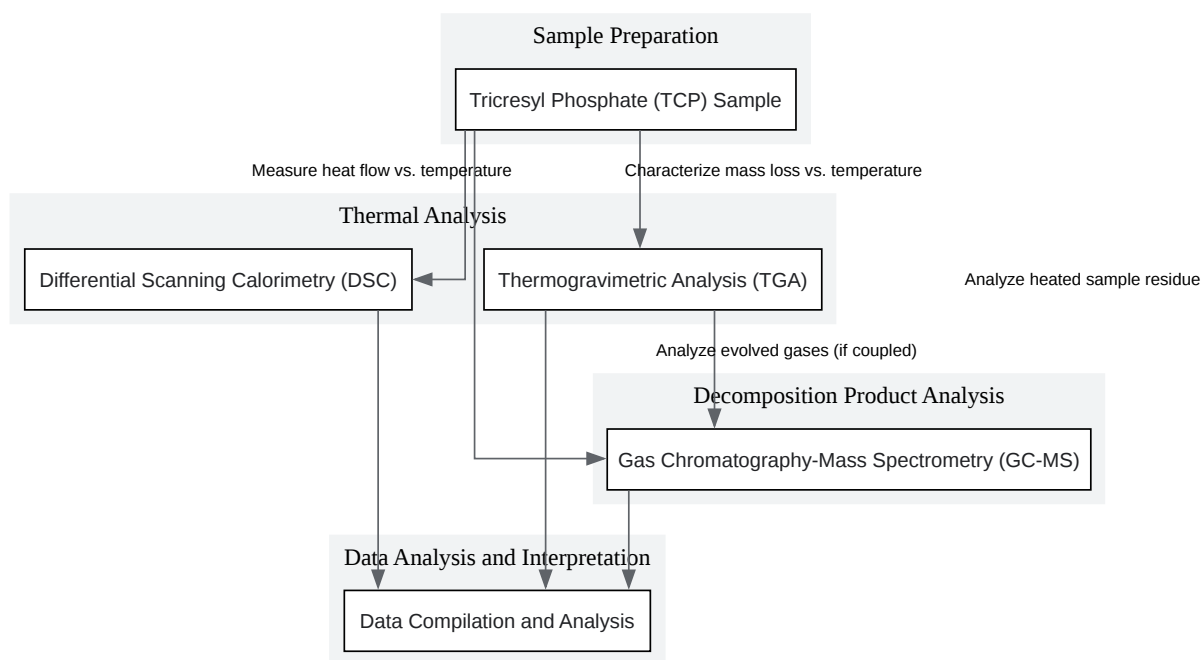 Sample Preparation
Tricresyl Phosphate (TCP) Sample
Measure heat flow vs. temperature
Characterize mass loss vs. temperature
Thermal Analysis
Differential Scanning Calorimetry (DSC)
Thermogravimetric Analysis (TGA)
Analyze heated sample residue
Analyze evolved gases (if coupled)
Decomposition Product Analysis
Gas Chromatography-Mass Spectrometry (GC-MS)
Data Analysis and Interpretation
Data Compilation and Analysis